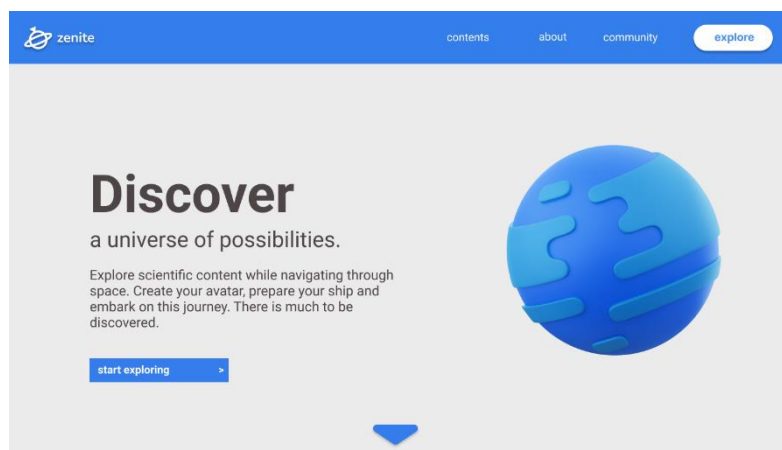 zenite
contents
about
community
explore
Discover
a universe of possibilities.
Explore scientific content while navigating through
space. Create your avatar, prepare your ship and
embark on this journey. There is much to be
discovered.
start exploring >